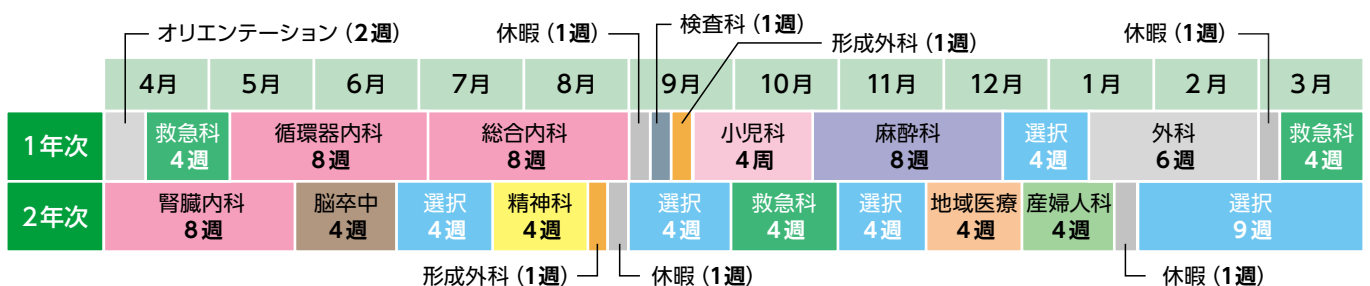 オリエンテーション（2週）
休暇（1週）
検査科（1週）
形成外科（1週）
休暇（1週）
4月 5月 6月 7月 8月 9月 10月 11月 12月 1月 2月 3月
1年次
救急科
4週
循環器内科
8週
総合内科
8週
小児科
4周
麻酔科
8週
選択
4週
外科
6週
救急科
4週
2年次
腎臓内科
8週
脳卒中
4週
選択
4週
精神科
4週
選択
4週
救急科
4週
選択
4週
地域医療
4週
産婦人科
4週
選択
9週
形成外科（1週）
休暇（1週）
休暇（1週）